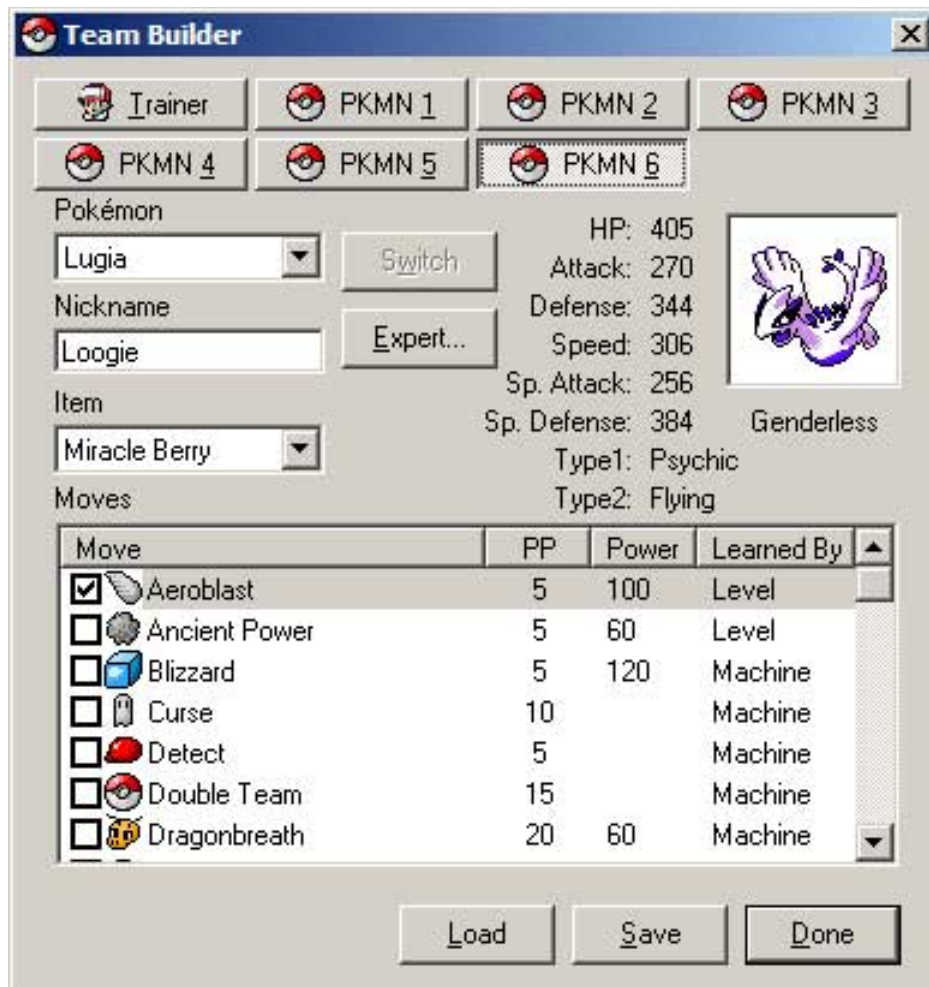 Team Builder
Trainer PKMN 1 PKMN 2 PKMN 3
PKMN 4 PKMN 5 PKMN 6
Pokémon
Lugia
Switch
Nickname
Loogie
Expert...
Item
Miracle Berry
HP: 405
Attack: 270
Defense: 344
Speed: 306
Sp. Attack: 256
Sp. Defense: 384
Type1: Psychic
Type2: Flying
Genderless
Moves
Move PP Power Learned By
Aeroblast 5 100 Level
Ancient Power 5 60 Level
Blizzard 5 120 Machine
Curse 10 Machine
Detect 5 Machine
Double Team 15 Machine
Dragonbreath 20 60 Machine
Load Save Done